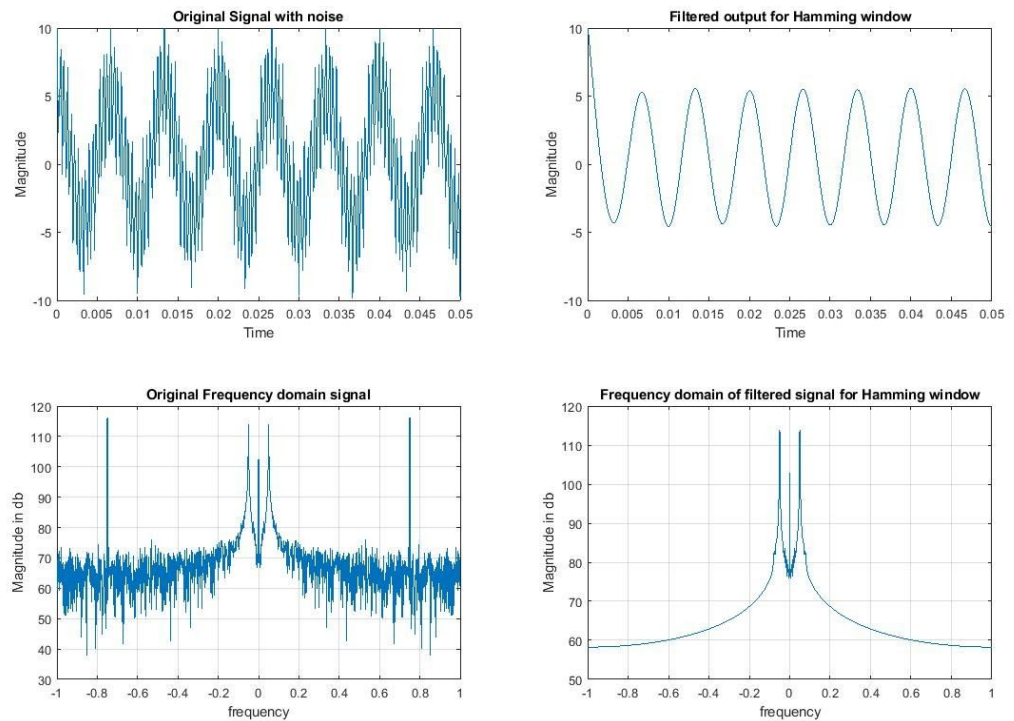 Original Signal with noise
10
5
0
-5
-10
Magnitude
0 0.005 0.01 0.015 0.02 0.025 0.03 0.035 0.04 0.045 0.05
Time
Filtered output for Hamming window
10
5
0
-5
-10
Magnitude
0 0.005 0.01 0.015 0.02 0.025 0.03 0.035 0.04 0.045 0.05
Time
Original Frequency domain signal
120
110
100
90
80
70
60
50
40
30
Magnitude in db
-1 -0.8 -0.6 -0.4 -0.2 0 0.2 0.4 0.6 0.8 1
frequency
Frequency domain of filtered signal for Hamming window
120
110
100
90
80
70
60
50
Magnitude in db
-1 -0.8 -0.6 -0.4 -0.2 0 0.2 0.4 0.6 0.8 1
frequency